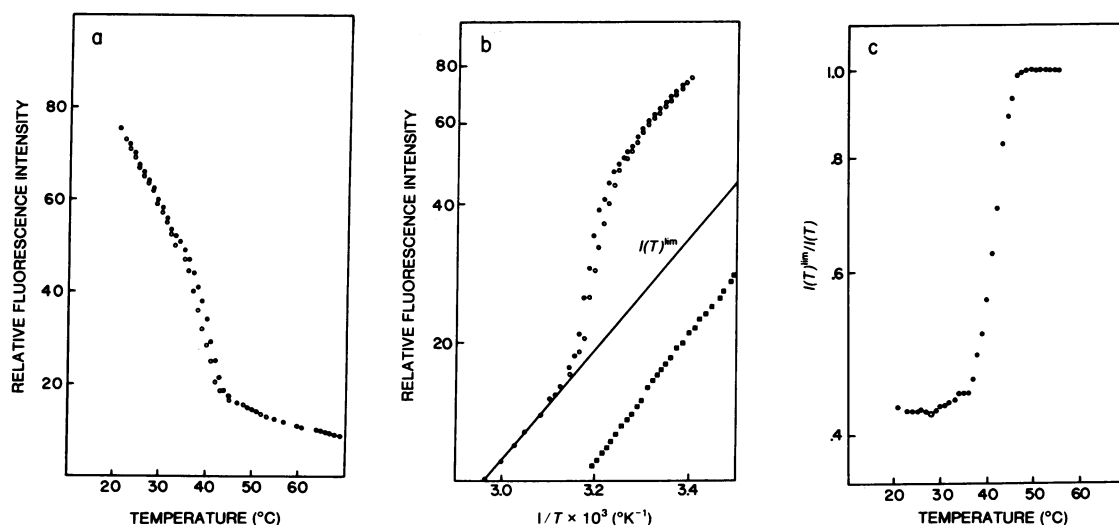 a
RELATIVE FLUORESCENCE INTENSITY
80
60
40
20
20 30 40 50 60
TEMPERATURE (°C)
b
RELATIVE FLUORESCENCE INTENSITY
80
60
40
20
I(T)lim
3.0 3.2 3.4
I/T × 10³ (°K⁻¹)
c
I(T)lim/I(T)
1.0
.8
.6
.4
20 30 40 50 60
TEMPERATURE (°C)